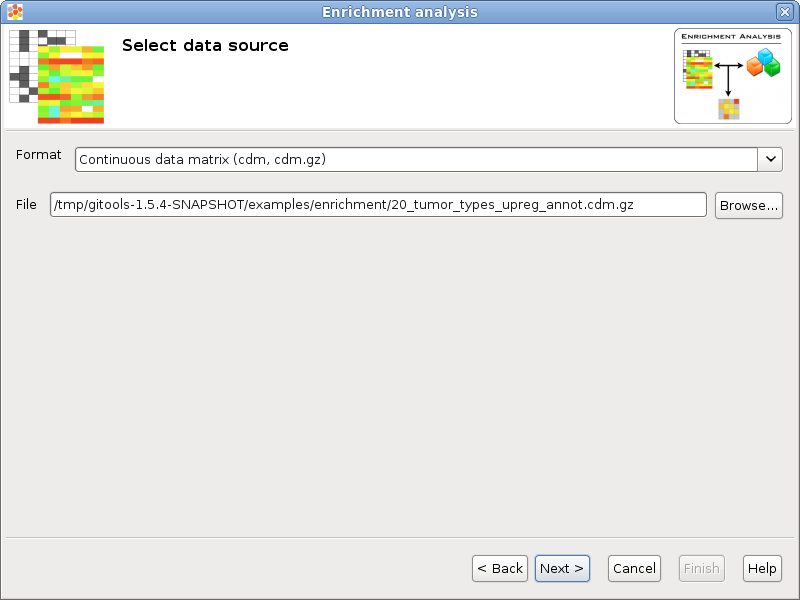 Enrichment analysis
Select data source
Enrichment Analysis
Format
Continuous data matrix (cdm, cdm.gz)
File
/tmp/gitools-1.5.4-SNAPSHOT/examples/enrichment/20_tumor_types_upreg_annot.cdm.gz
Browse...
< Back
Next >
Cancel
Finish
Help